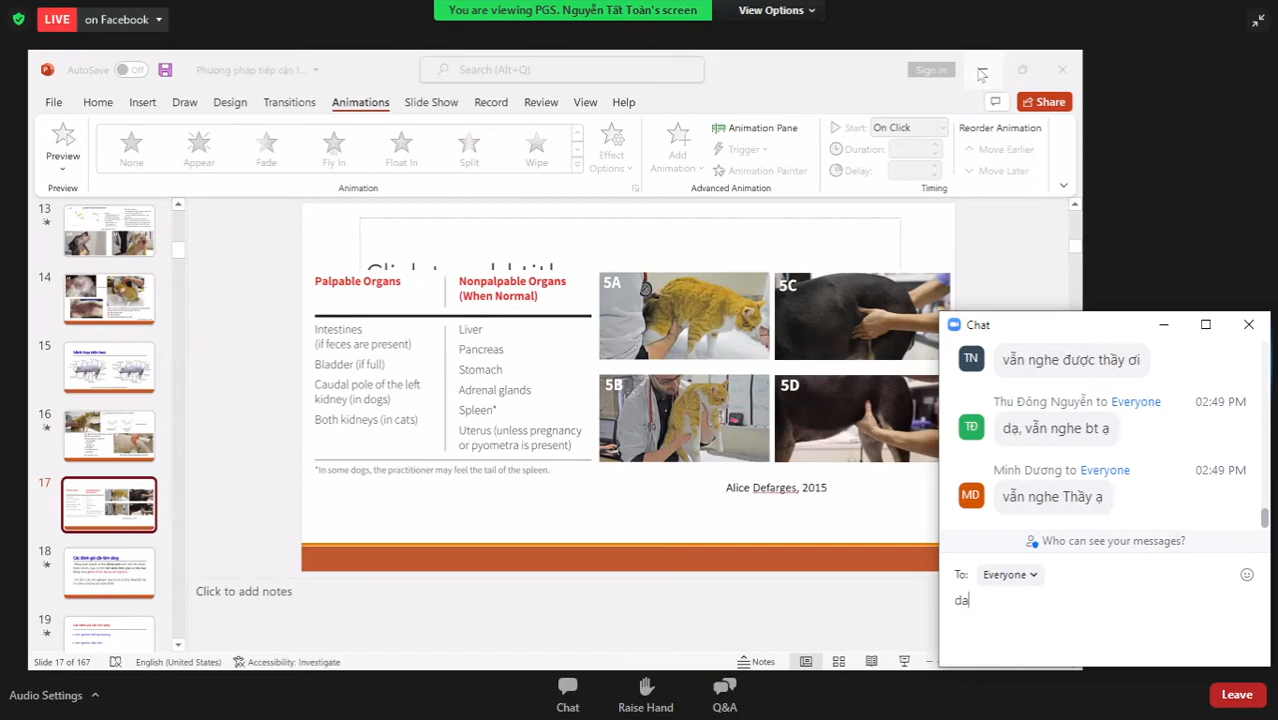 LIVE on Facebook
You are viewing PGS. Nguyễn Tất Toàn's screen
View Options
AutoSave Off
Phương pháp tiếp cận l...
Search (Alt+Q)
Sign in
File Home Insert Draw Design Transitions Animations Slide Show Record Review View Help
Share
Preview
None
Appear
Fade
Fly In
Float In
Split
Wipe
Effect
Options
Add
Animation
Animation Pane
Trigger
Animation Painter
Start: On Click
Duration:
Delay:
Reorder Animation
Move Earlier
Move Later
Preview
Animation
Advanced Animation
Timing
13
14
15
16
17
18
19
Palpable Organs
Nonpalpable Organs
(When Normal)
Intestines
(if feces are present)
Bladder (if full)
Caudal pole of the left
kidney (in dogs)
Both kidneys (in cats)
Liver
Pancreas
Stomach
Adrenal glands
Spleen*
Uterus (unless pregnancy
or pyometra is present)
*In some dogs, the practitioner may feel the tail of the spleen.
5A
5C
5B
5D
Alice Defarges, 2015
Click to add notes
Slide 17 of 167
English (United States)
Accessibility: Investigate
Notes
Chat
TN
vẫn nghe được thầy ơi
Thu Đông Nguyễn to Everyone 02:49 PM
TĐ
dạ, vẫn nghe bt ạ
Minh Dương to Everyone 02:49 PM
MD
vẫn nghe Thầy ạ
Who can see your messages?
To: Everyone
da
Audio Settings
Chat
Raise Hand
Q&A
Leave